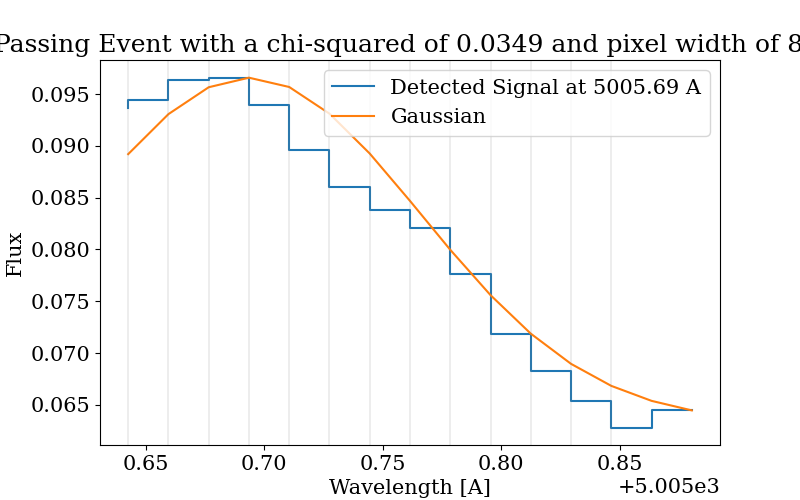 Passing Event with a chi-squared of 0.0349 and pixel width of 8
Detected Signal at 5005.69 A
Gaussian
Flux
0.095
0.090
0.085
0.080
0.075
0.070
0.065
0.65
0.70
0.75
0.80
0.85
+5.005e3
Wavelength [A]